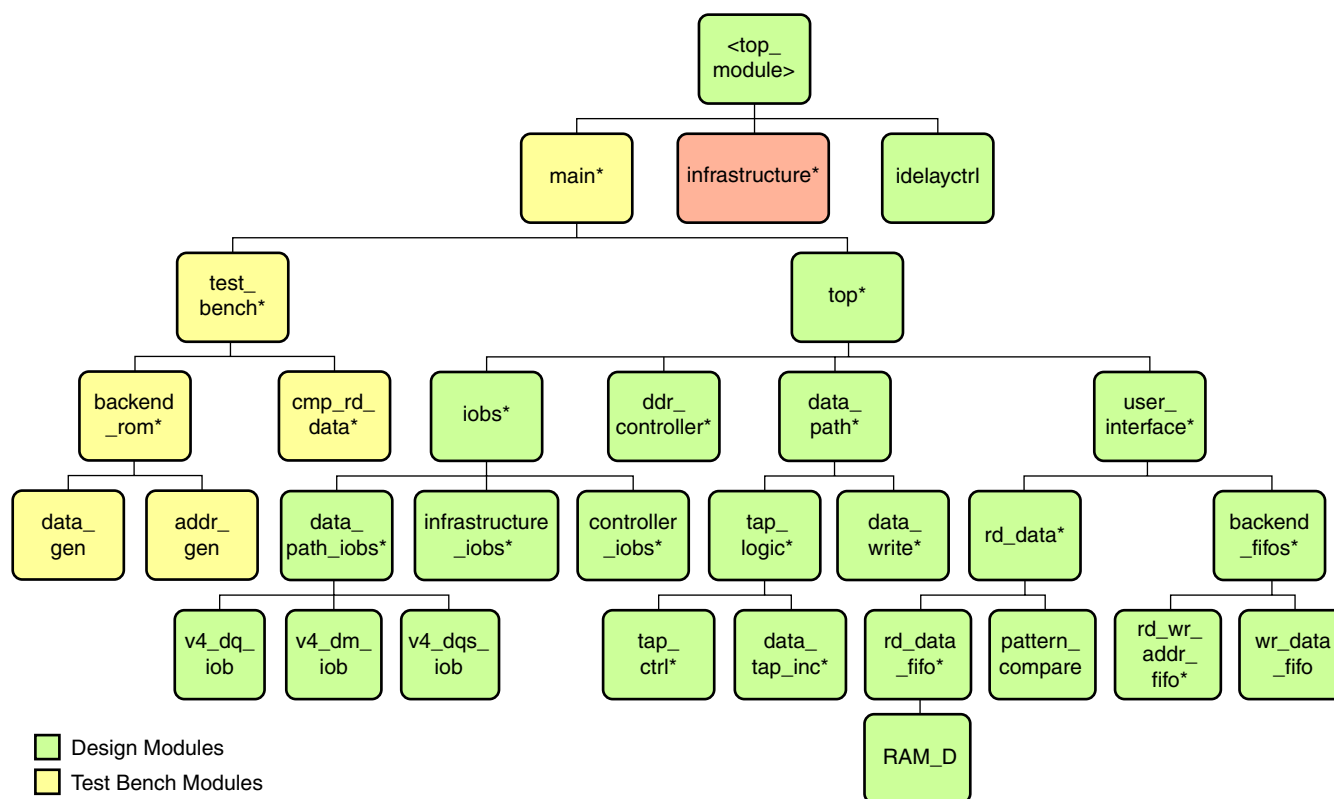 <top_
module>
main*
infrastructure*
idelayctrl
test_
bench*
top*
backend
_rom*
cmp_rd_
data*
iobs*
ddr_
controller*
data_
path*
user_
interface*
data_
gen
addr_
gen
data_
path_iobs*
infrastructure
_iobs*
controller
_iobs*
tap_
logic*
data_
write*
rd_data*
backend
_fifos*
v4_dq_
iob
v4_dm_
iob
v4_dqs_
iob
tap_
ctrl*
data_
tap_inc*
rd_data
_fifo*
pattern_
compare
rd_wr_
addr_
fifo*
wr_data
_fifo
RAM_D
Design Modules
Test Bench Modules